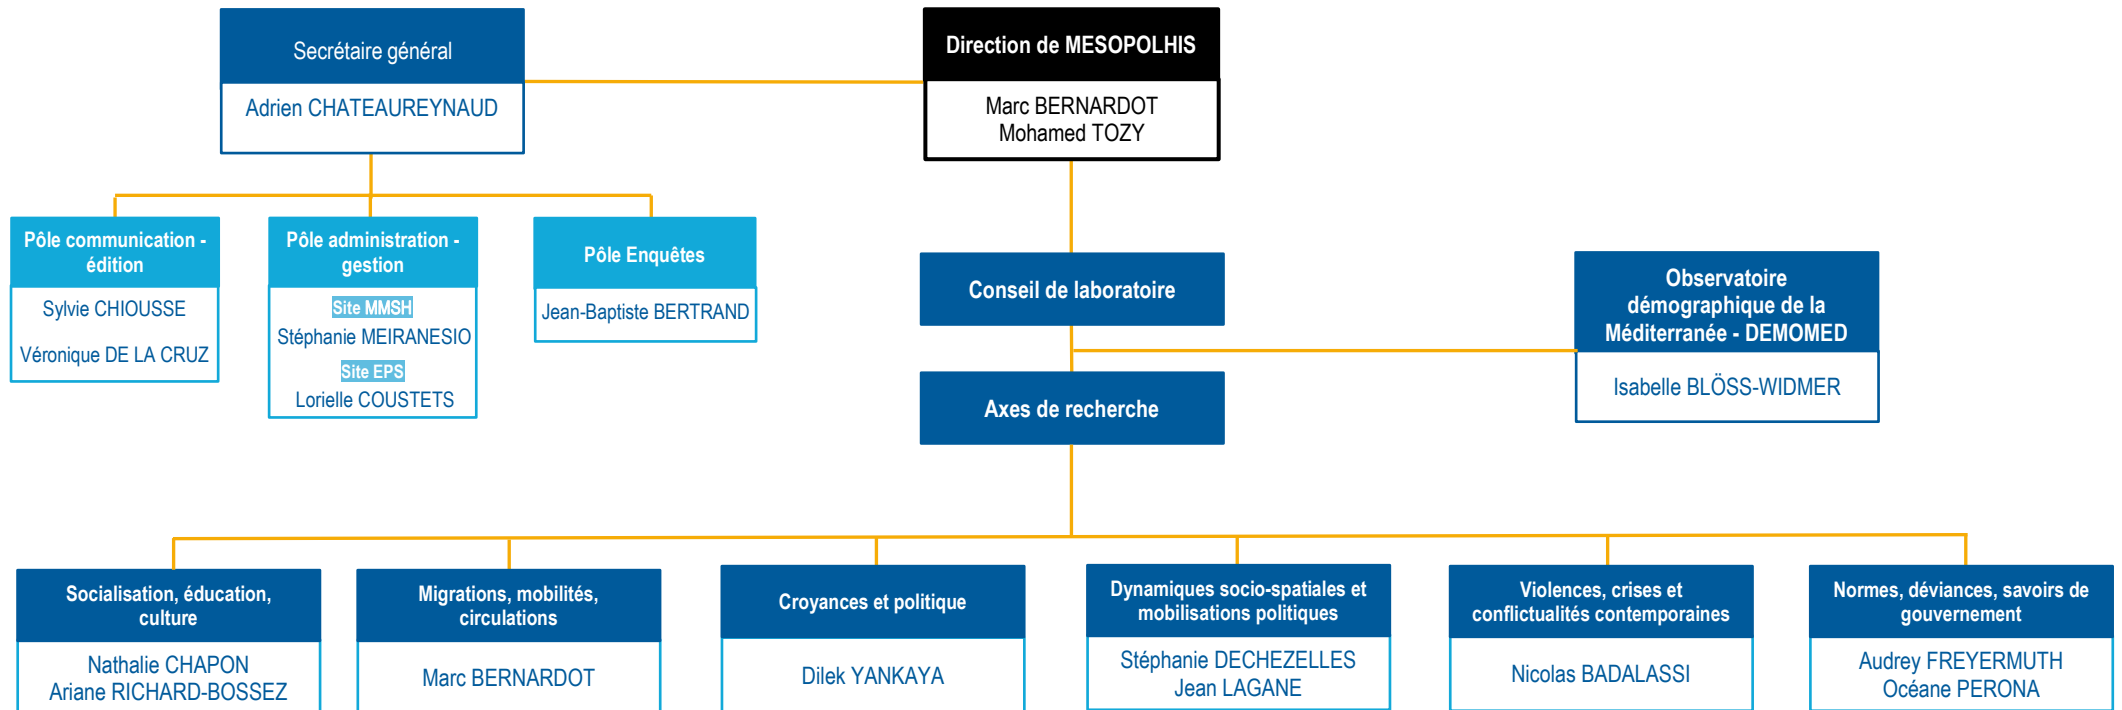 Secrétaire général
Adrien CHATEAUREYNAUD
Direction de MESOPOLHIS
Marc BERNARDOT
Mohamed TOZY
Pôle communication -
édition
Sylvie CHIOUSSE
Véronique DE LA CRUZ
Pôle administration -
gestion
Site MMSH
Stéphanie MEIRANESIO
Site EPS
Lorielle COUSTETS
Pôle Enquêtes
Jean-Baptiste BERTRAND
Conseil de laboratoire
Observatoire
démographique de la
Méditerranée - DEMOMED
Isabelle BLÖSS-WIDMER
Axes de recherche
Socialisation, éducation,
culture
Nathalie CHAPON
Ariane RICHARD-BOSSEZ
Migrations, mobilités,
circulations
Marc BERNARDOT
Croyances et politique
Dilek YANKAYA
Dynamiques socio-spatiales et
mobilisations politiques
Stéphanie DECHEZELLES
Jean LAGANE
Violences, crises et
conflictualités contemporaines
Nicolas BADALASSI
Normes, déviances, savoirs de
gouvernement
Audrey FREYERMUTH
Océane PERONA